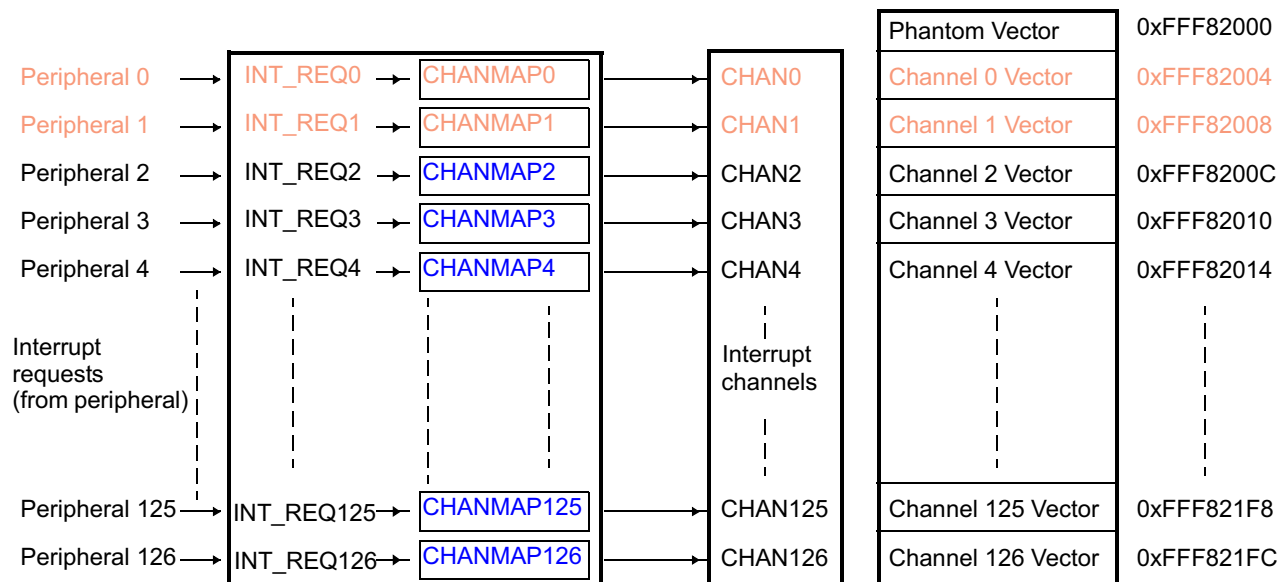 Phantom Vector 0xFFF82000
Peripheral 0 INT_REQ0 CHANMAP0 CHAN0 Channel 0 Vector 0xFFF82004
Peripheral 1 INT_REQ1 CHANMAP1 CHAN1 Channel 1 Vector 0xFFF82008
Peripheral 2 INT_REQ2 CHANMAP2 CHAN2 Channel 2 Vector 0xFFF8200C
Peripheral 3 INT_REQ3 CHANMAP3 CHAN3 Channel 3 Vector 0xFFF82010
Peripheral 4 INT_REQ4 CHANMAP4 CHAN4 Channel 4 Vector 0xFFF82014
Interrupt
requests
(from peripheral)
Interrupt
channels
Peripheral 125 INT_REQ125 CHANMAP125 CHAN125 Channel 125 Vector 0xFFF821F8
Peripheral 126 INT_REQ126 CHANMAP126 CHAN126 Channel 126 Vector 0xFFF821FC